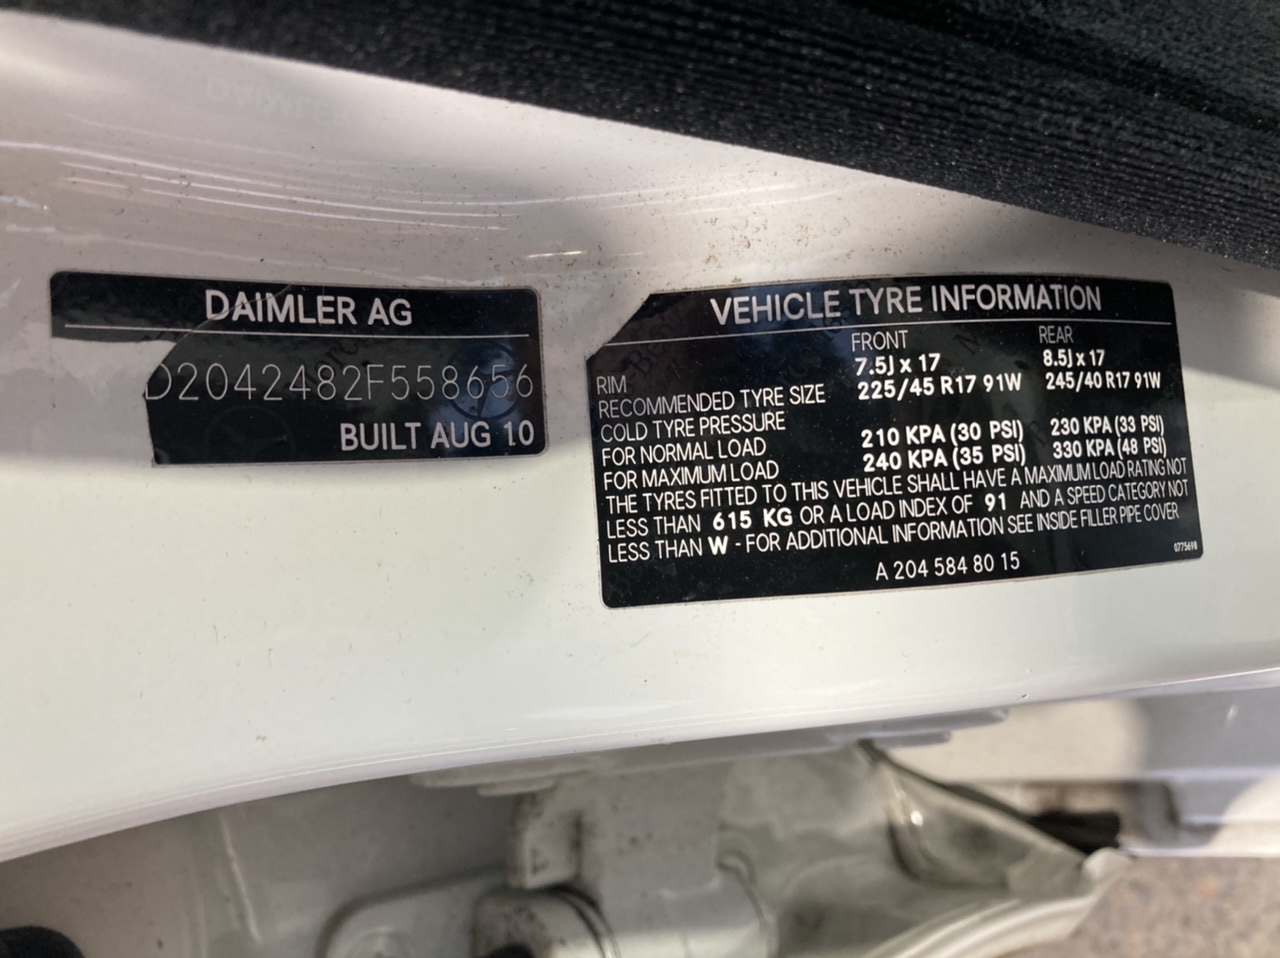 DAIMLER AG
D2042482F558656
BUILT AUG 10
VEHICLE TYRE INFORMATION
FRONT REAR
RIM 7.5J x 17 8.5J x 17
RECOMMENDED TYRE SIZE 225/45 R17 91W 245/40 R17 91W
COLD TYRE PRESSURE
FOR NORMAL LOAD 210 KPA (30 PSI) 230 KPA (33 PSI)
FOR MAXIMUM LOAD 240 KPA (35 PSI) 330 KPA (48 PSI)
THE TYRES FITTED TO THIS VEHICLE SHALL HAVE A MAXIMUM LOAD RATING NOT
LESS THAN 615 KG OR A LOAD INDEX OF 91 AND A SPEED CATEGORY NOT
LESS THAN W - FOR ADDITIONAL INFORMATION SEE INSIDE FILLER PIPE COVER
A 204 584 80 15